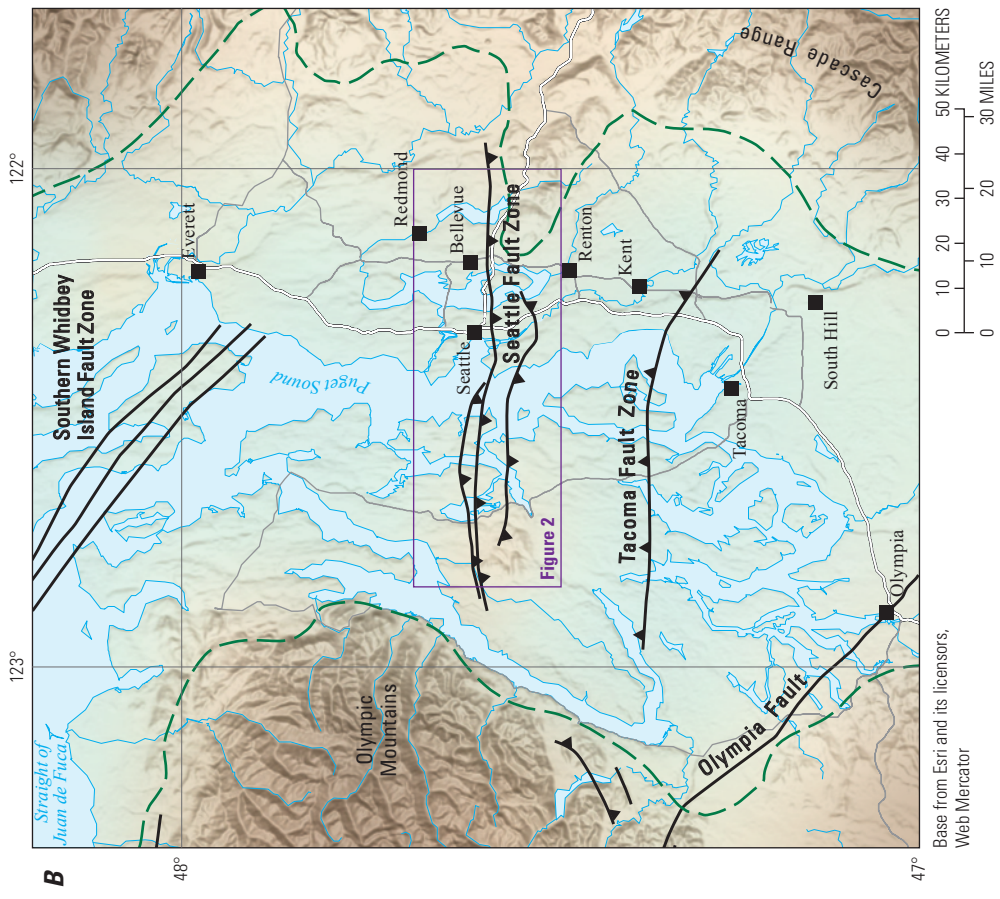 B
122°
123°
48°
47°
Straight of
Juan de Fuca
Southern Whidbey
Island Fault Zone
Everett
Puget Sound
Redmond
Bellevue
Seattle
Seattle Fault Zone
Renton
Kent
Figure 2
Olympic
Mountains
Cascade Range
Tacoma Fault Zone
Tacoma
South Hill
Olympia Fault
Olympia
Base from Esri and its licensors,
Web Mercator
0 10 20 30 40 50 KILOMETERS
0 10 20 30 MILES